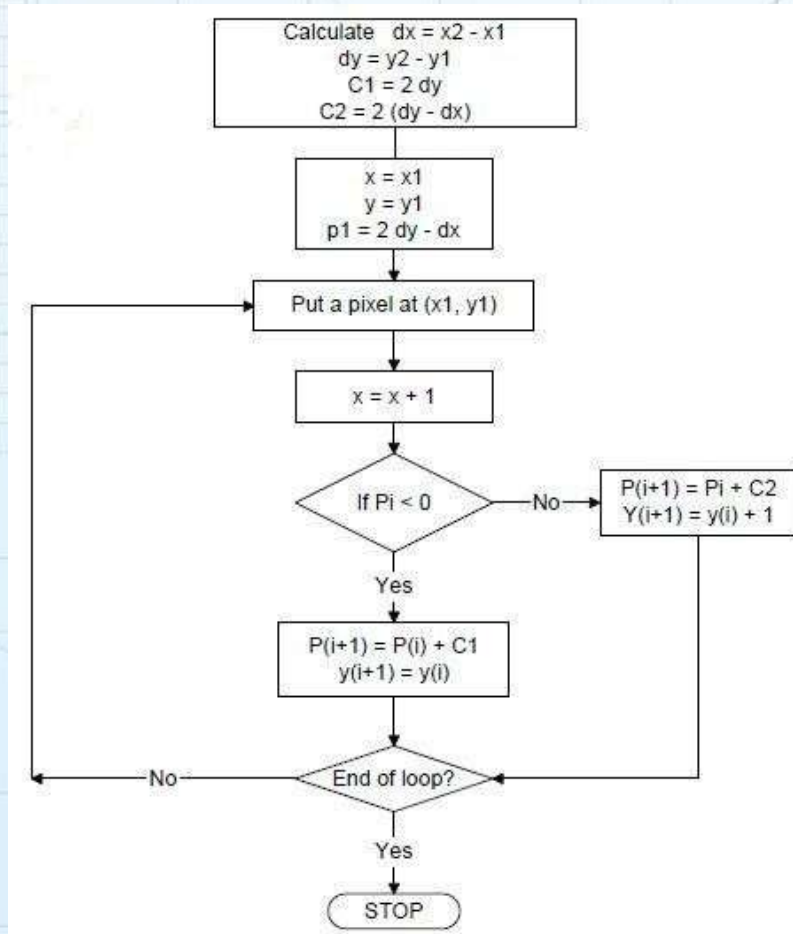 Calculate dx = x2 - x1
dy = y2 - y1
C1 = 2 dy
C2 = 2 (dy - dx)
x = x1
y = y1
p1 = 2 dy - dx
Put a pixel at (x1, y1)
x = x + 1
If Pi < 0
No
P(i+1) = Pi + C2
Y(i+1) = y(i) + 1
Yes
P(i+1) = P(i) + C1
y(i+1) = y(i)
End of loop?
No
Yes
STOP